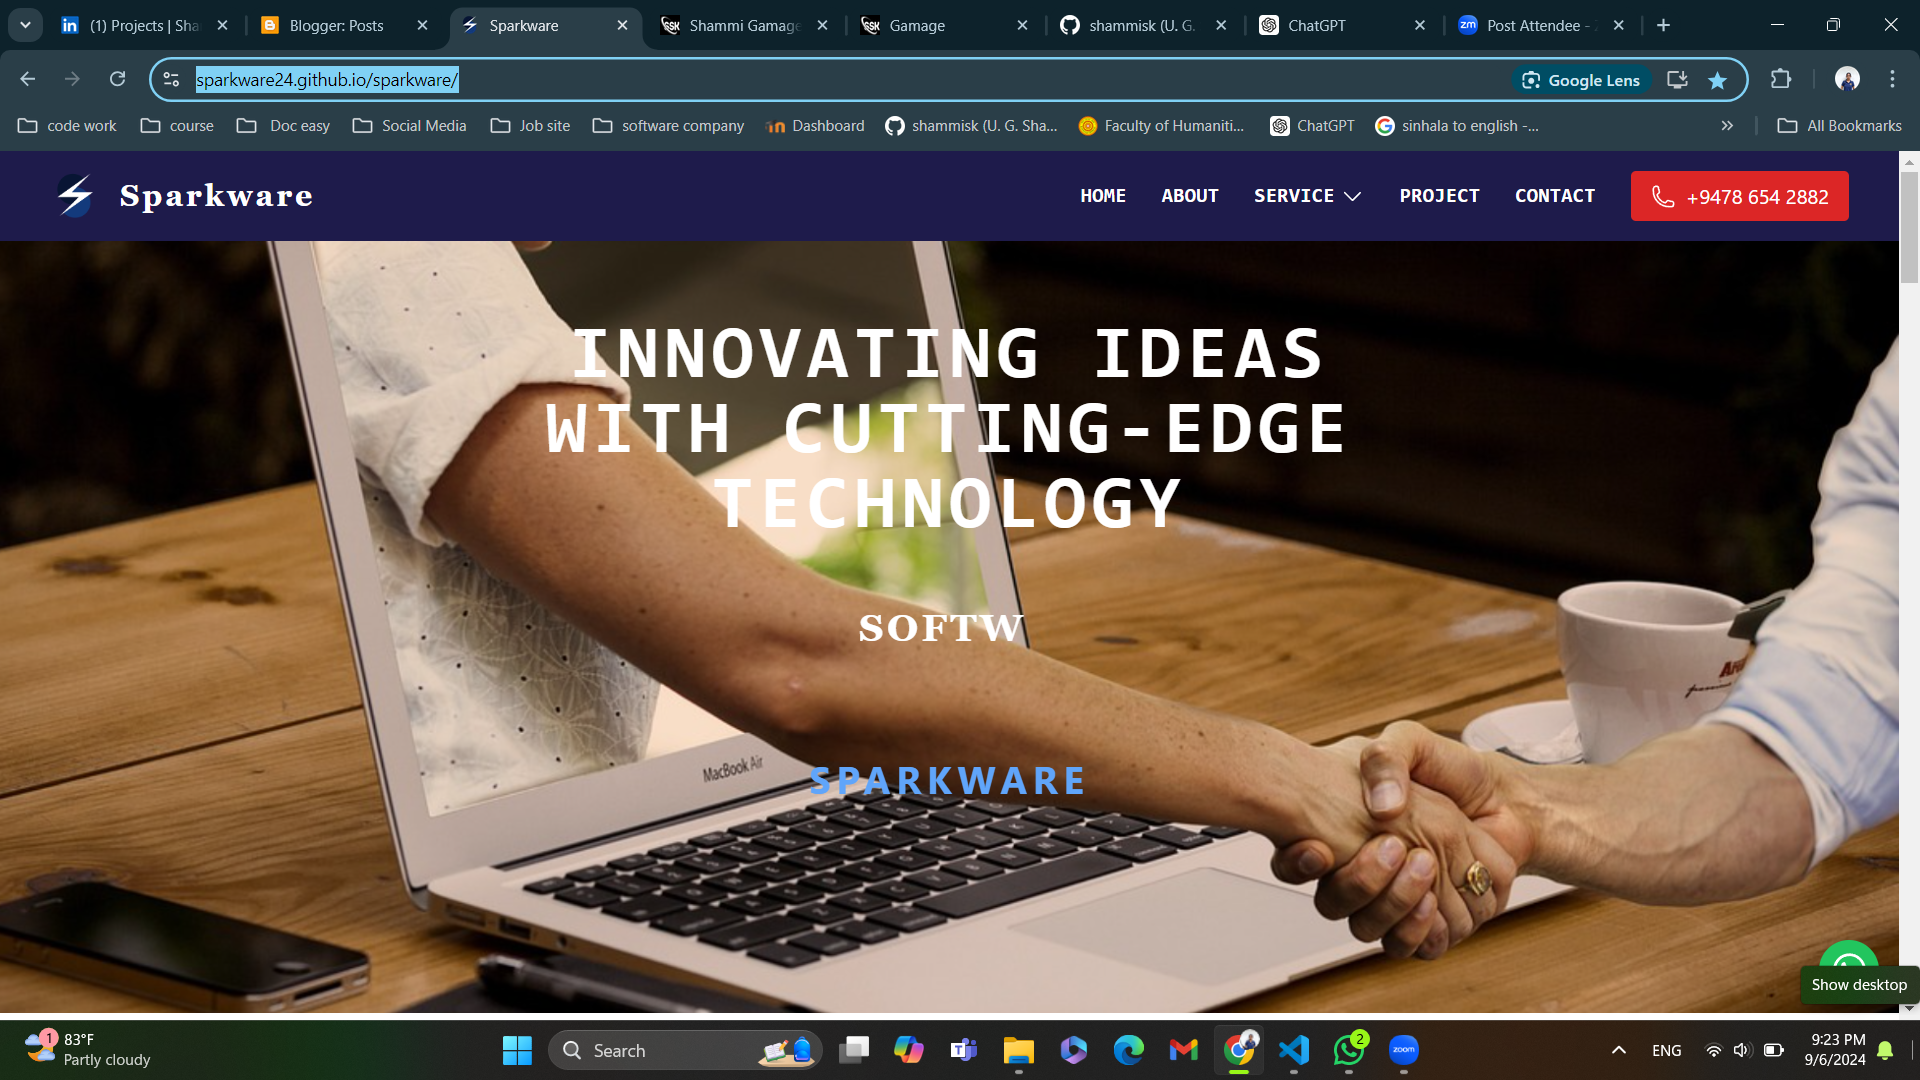 (1) Projects | Sha
Blogger: Posts
Sparkware
Shammi Gamage
Gamage
shammisk (U. G.
ChatGPT
Post Attendee -
sparkware24.github.io/sparkware/
Google Lens
code work
course
Doc easy
Social Media
Job site
software company
Dashboard
shammisk (U. G. Sha...
Faculty of Humaniti...
ChatGPT
sinhala to english -...
All Bookmarks
Sparkware
HOME
ABOUT
SERVICE
PROJECT
CONTACT
+9478 654 2882
INNOVATING IDEAS
WITH CUTTING-EDGE
TECHNOLOGY
SOFTW
SPARKWARE
MacBook Air
Show desktop
1
83°F
Partly cloudy
Search
2
zoom
ENG
9:23 PM
9/6/2024